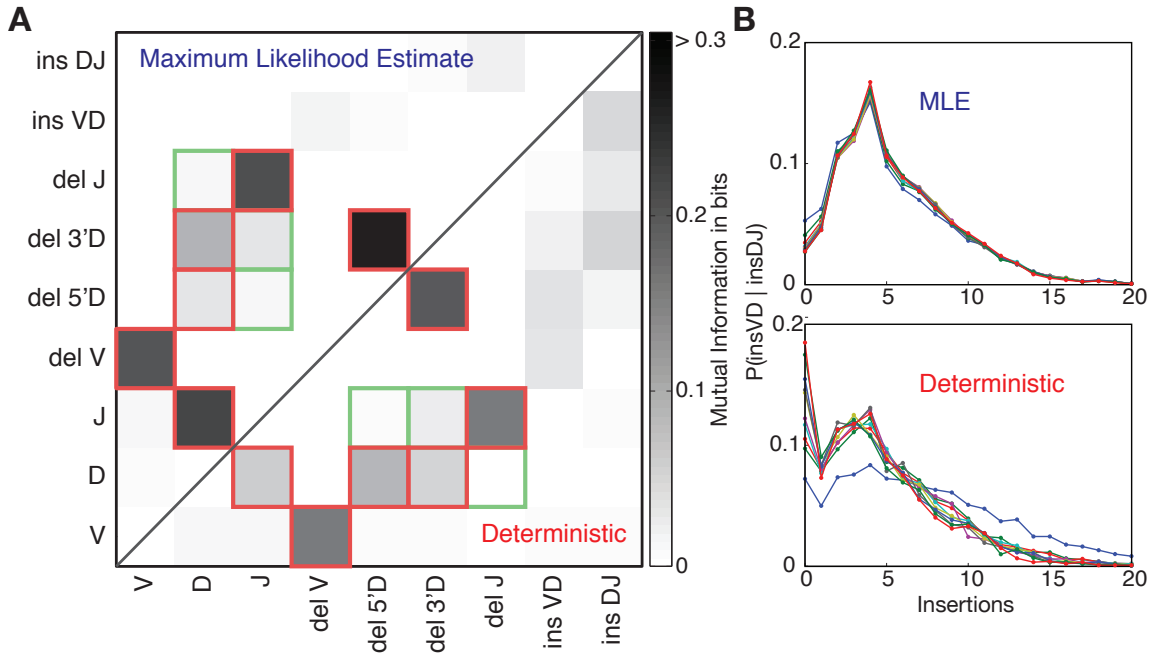 A
Maximum Likelihood Estimate
Deterministic
ins DJ
ins VD
del J
del 3'D
del 5'D
del V
J
D
V
V
D
J
del V
del 5'D
del 3'D
del J
ins VD
ins DJ
> 0.3
0.2
0.1
0
Mutual Information in bits
B
0.2
0.1
0
MLE
0
5
10
15
20
P(insVD | insDJ)
0.2
0.1
0
Deterministic
0
5
10
15
20
Insertions